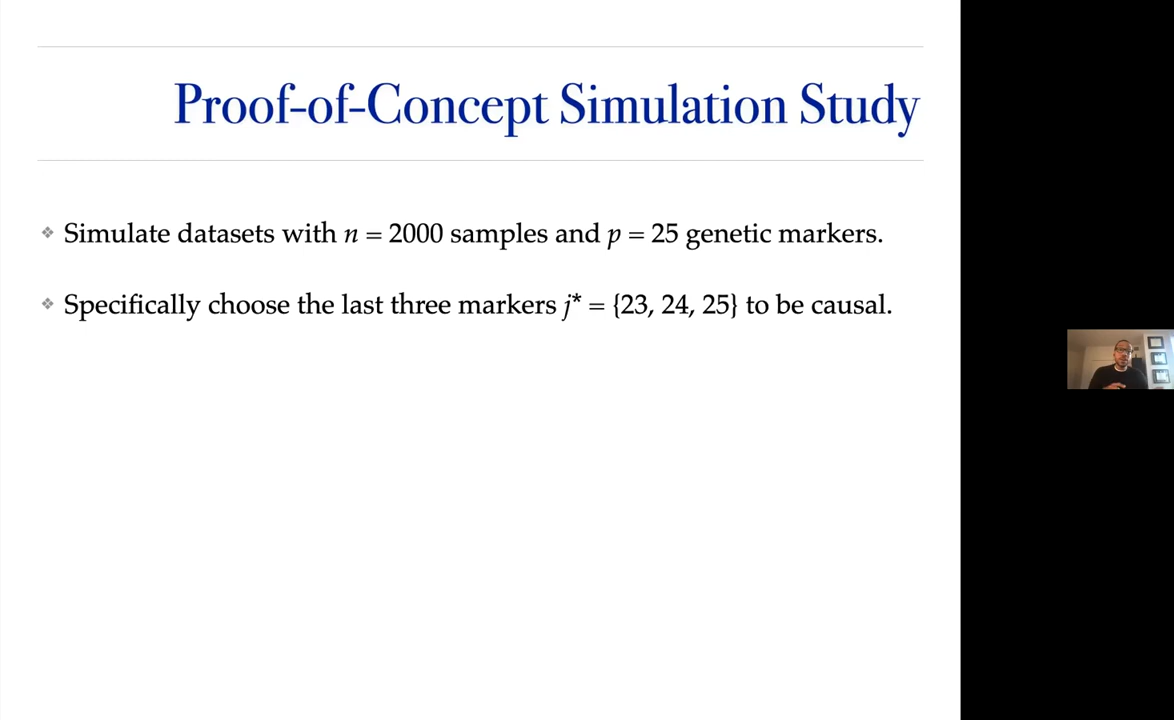 Proof-of-Concept Simulation Study
❖ Simulate datasets with n = 2000 samples and p = 25 genetic markers.
❖ Specifically choose the last three markers j* = {23, 24, 25} to be causal.